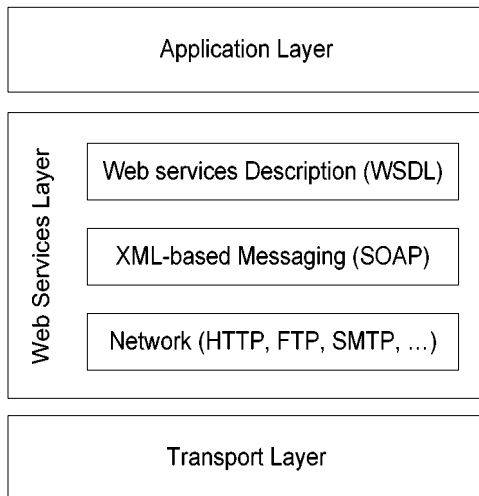 Application Layer
Web Services Layer
Web services Description (WSDL)
XML-based Messaging (SOAP)
Network (HTTP, FTP, SMTP, ...)
Transport Layer